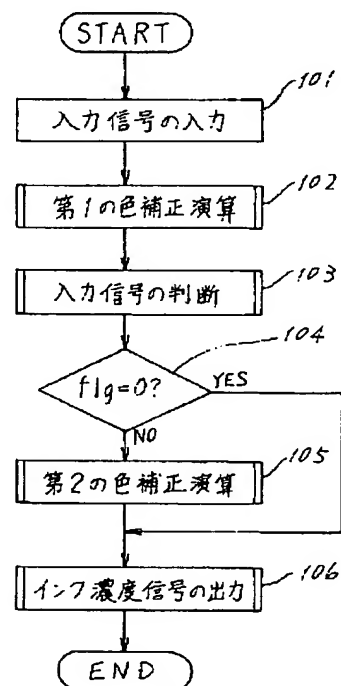 START
101
入力信号の入力
102
第1の色補正演算
103
入力信号の判断
104
flg=0?
YES
NO
105
第2の色補正演算
106
インク濃度信号の出力
END